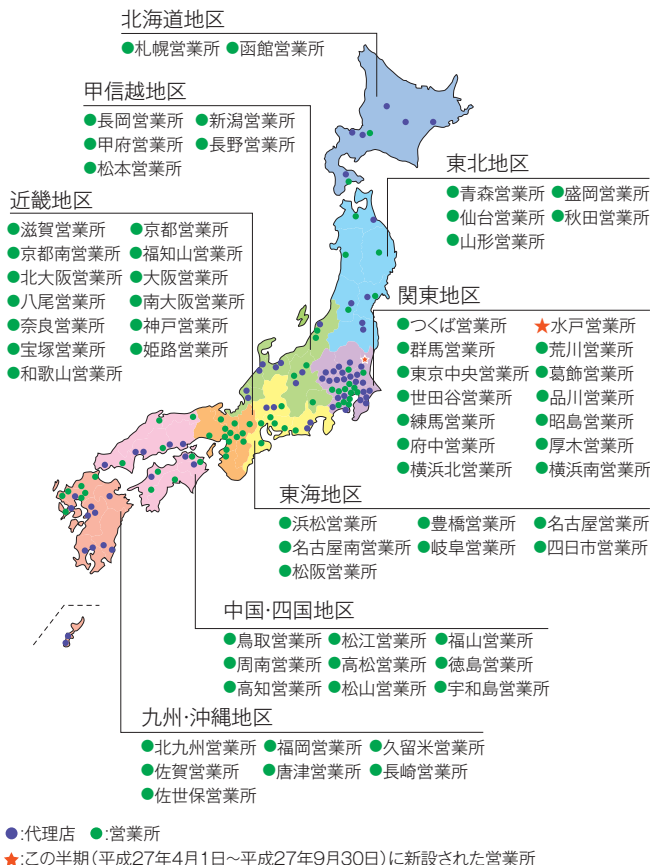 北海道地区
●札幌営業所 ●函館営業所
甲信越地区
●長岡営業所 ●新潟営業所
●甲府営業所 ●長野営業所
●松本営業所
東北地区
●青森営業所 ●盛岡営業所
●仙台営業所 ●秋田営業所
●山形営業所
近畿地区
●滋賀営業所 ●京都営業所
●京都南営業所 ●福知山営業所
●北大阪営業所 ●大阪営業所
●八尾営業所 ●南大阪営業所
●奈良営業所 ●神戸営業所
●宝塚営業所 ●姫路営業所
●和歌山営業所
関東地区
●つくば営業所 ★水戸営業所
●群馬営業所 ●荒川営業所
●東京中央営業所 ●葛飾営業所
●世田谷営業所 ●品川営業所
●練馬営業所 ●昭島営業所
●府中営業所 ●厚木営業所
●横浜北営業所 ●横浜南営業所
東海地区
●浜松営業所 ●豊橋営業所 ●名古屋営業所
●名古屋南営業所 ●岐阜営業所 ●四日市営業所
●松阪営業所
中国・四国地区
●鳥取営業所 ●松江営業所 ●福山営業所
●周南営業所 ●高松営業所 ●徳島営業所
●高知営業所 ●松山営業所 ●宇和島営業所
九州・沖縄地区
●北九州営業所 ●福岡営業所 ●久留米営業所
●佐賀営業所 ●唐津営業所 ●長崎営業所
●佐世保営業所
●:代理店 ●:営業所
★:この半期(平成27年4月1日~平成27年9月30日)に新設された営業所